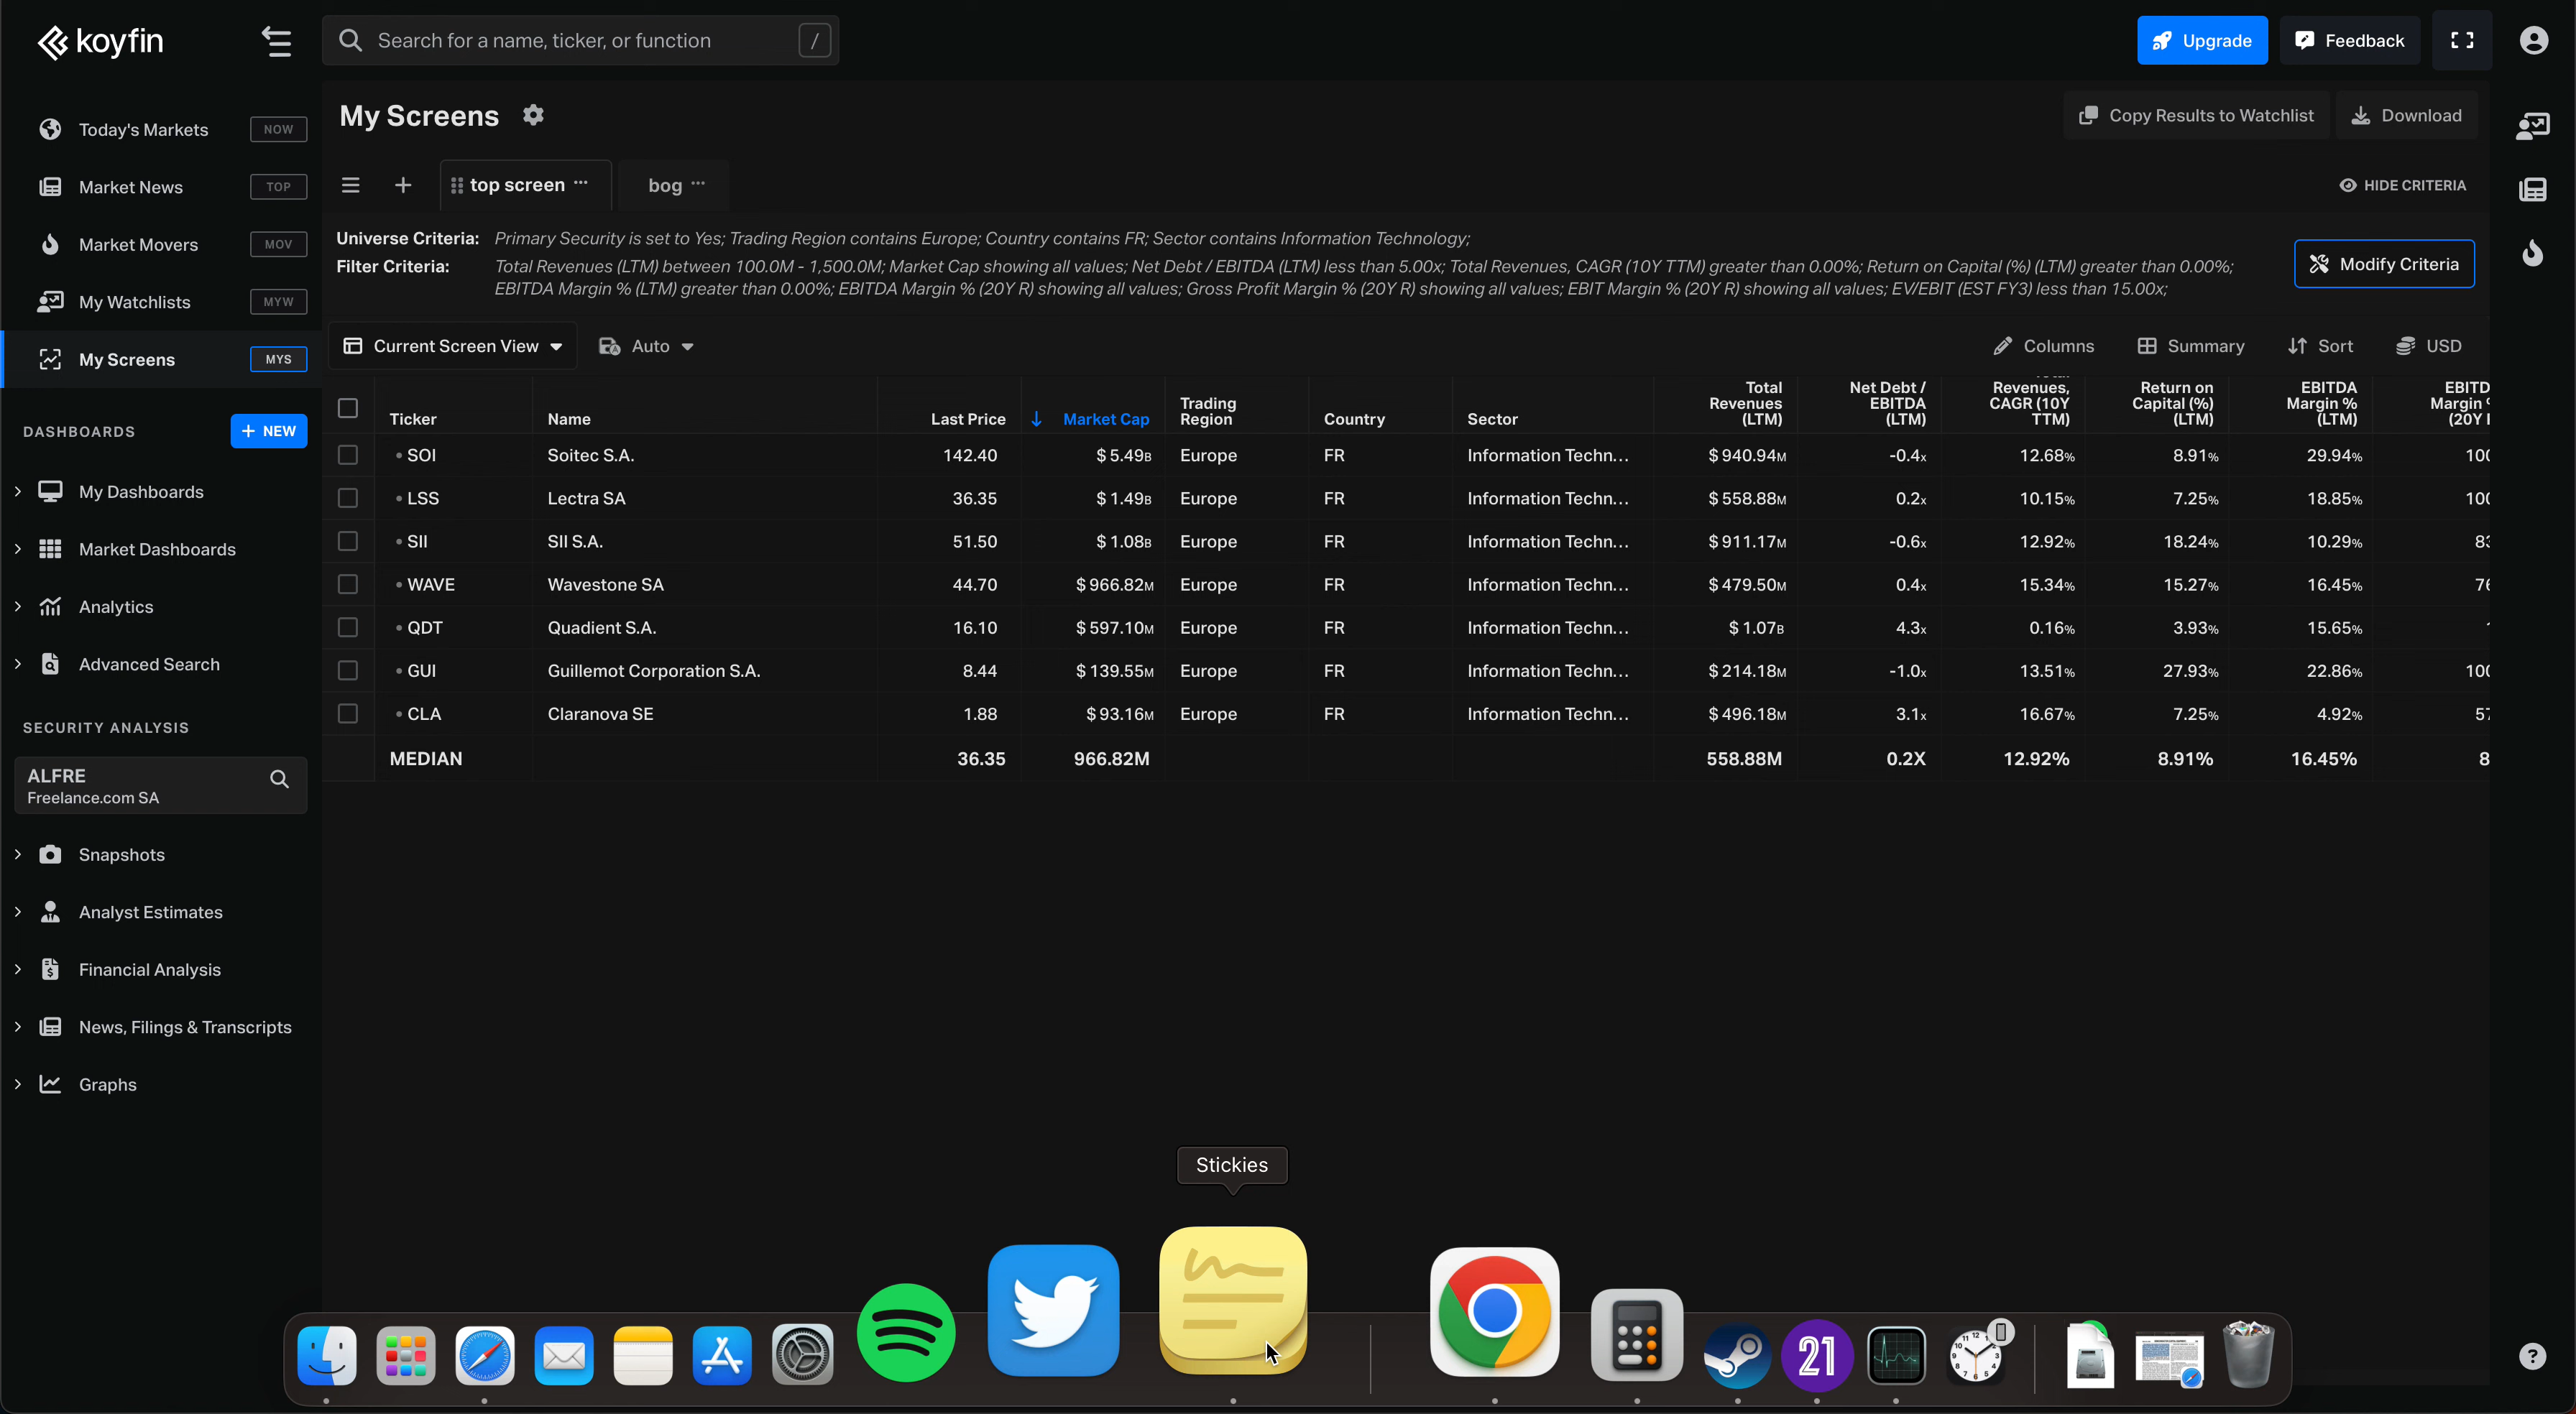 koyfin
Search for a name, ticker, or function
/
Upgrade
Feedback
Today's Markets NOW
Market News TOP
Market Movers MOV
My Watchlists MYW
My Screens MYS
DASHBOARDS
+ NEW
My Dashboards
Market Dashboards
Analytics
Advanced Search
SECURITY ANALYSIS
ALFRE
Freelance.com SA
Snapshots
Analyst Estimates
Financial Analysis
News, Filings & Transcripts
Graphs
My Screens
Copy Results to Watchlist
Download
top screen ...
bog ...
HIDE CRITERIA
Universe Criteria: Primary Security is set to Yes; Trading Region contains Europe; Country contains FR; Sector contains Information Technology;
Filter Criteria: Total Revenues (LTM) between 100.0M - 1,500.0M; Market Cap showing all values; Net Debt / EBITDA (LTM) less than 5.00x; Total Revenues, CAGR (10Y TTM) greater than 0.00%; Return on Capital (%) (LTM) greater than 0.00%;
EBITDA Margin % (LTM) greater than 0.00%; EBITDA Margin % (20Y R) showing all values; Gross Profit Margin % (20Y R) showing all values; EBIT Margin % (20Y R) showing all values; EV/EBIT (EST FY3) less than 15.00x;
Modify Criteria
Current Screen View
Auto
Columns
Summary
Sort
USD
Ticker
Name
Last Price
Market Cap
Trading
Region
Country
Sector
Total
Revenues
(LTM)
Net Debt /
EBITDA
(LTM)
Revenues,
CAGR (10Y
TTM)
Return on
Capital (%)
(LTM)
EBITDA
Margin %
(LTM)
EBITD
Margin
(20Y
SOI Soitec S.A. 142.40 $ 5.49B Europe FR Information Techn... $ 940.94M -0.4x 12.68% 8.91% 29.94% 100
LSS Lectra SA 36.35 $ 1.49B Europe FR Information Techn... $ 558.88M 0.2x 10.15% 7.25% 18.85% 100
SII SII S.A. 51.50 $ 1.08B Europe FR Information Techn... $ 911.17M -0.6x 12.92% 18.24% 10.29% 83
WAVE Wavestone SA 44.70 $ 966.82M Europe FR Information Techn... $ 479.50M 0.4x 15.34% 15.27% 16.45% 76
QDT Quadient S.A. 16.10 $ 597.10M Europe FR Information Techn... $ 1.07B 4.3x 0.16% 3.93% 15.65%
GUI Guillemot Corporation S.A. 8.44 $ 139.55M Europe FR Information Techn... $ 214.18M -1.0x 13.51% 27.93% 22.86% 100
CLA Claranova SE 1.88 $ 93.16M Europe FR Information Techn... $ 496.18M 3.1x 16.67% 7.25% 4.92% 57
MEDIAN 36.35 966.82M 558.88M 0.2X 12.92% 8.91% 16.45% 8
Stickies
21
?